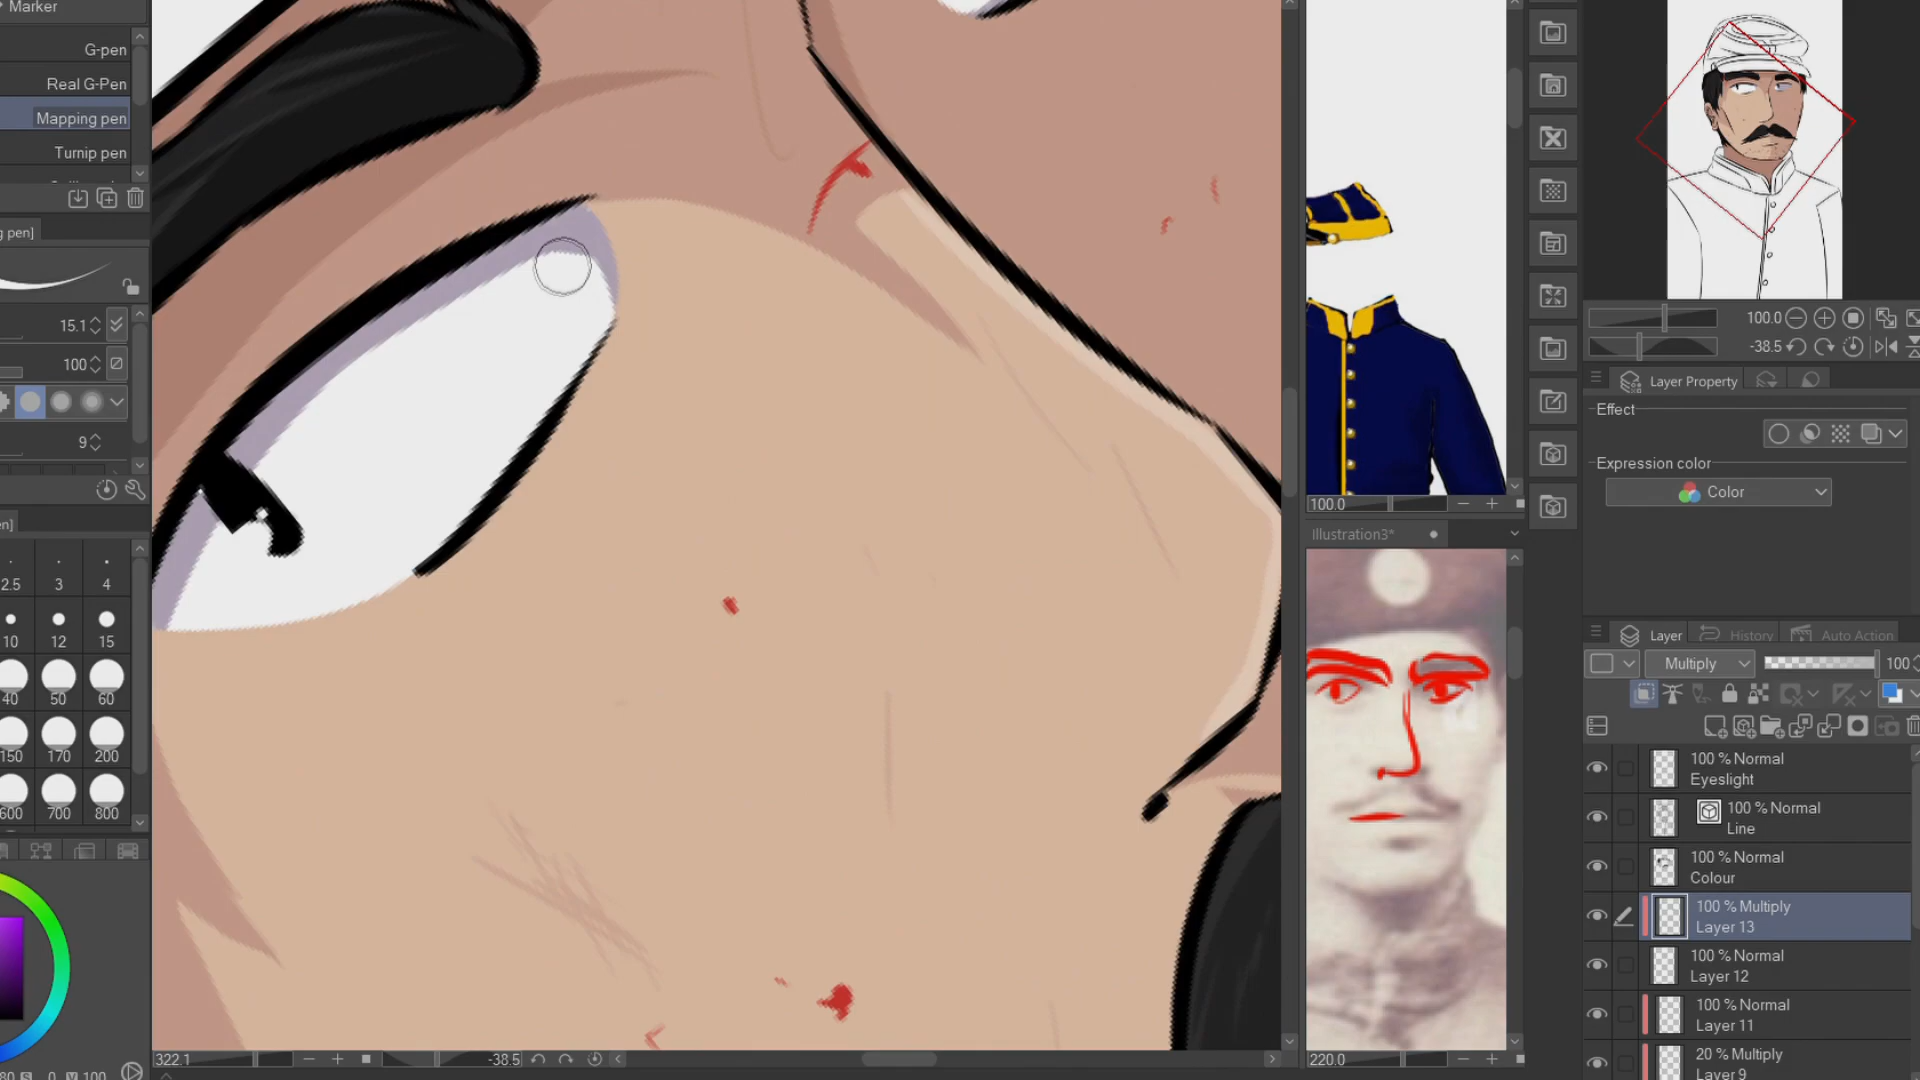 Marker
G-pen
Real G-Pen
Mapping pen
Turnip pen
g pen]
15.1
100
9
en]
2.5 3 4
10 12 15
40 50 60
150 170 200
600 700 800
80 S 0 V 100
322.1
-38.5
100.0
Illustration3*
220.0
100.0
-38.5
Layer Property
Effect
Expression color
Color
Layer History Auto Action
Multiply 100
100 % Normal
Eyeslight
100 % Normal
Line
100 % Normal
Colour
100 % Multiply
Layer 13
100 % Normal
Layer 12
100 % Normal
Layer 11
20 % Multiply
Layer 9